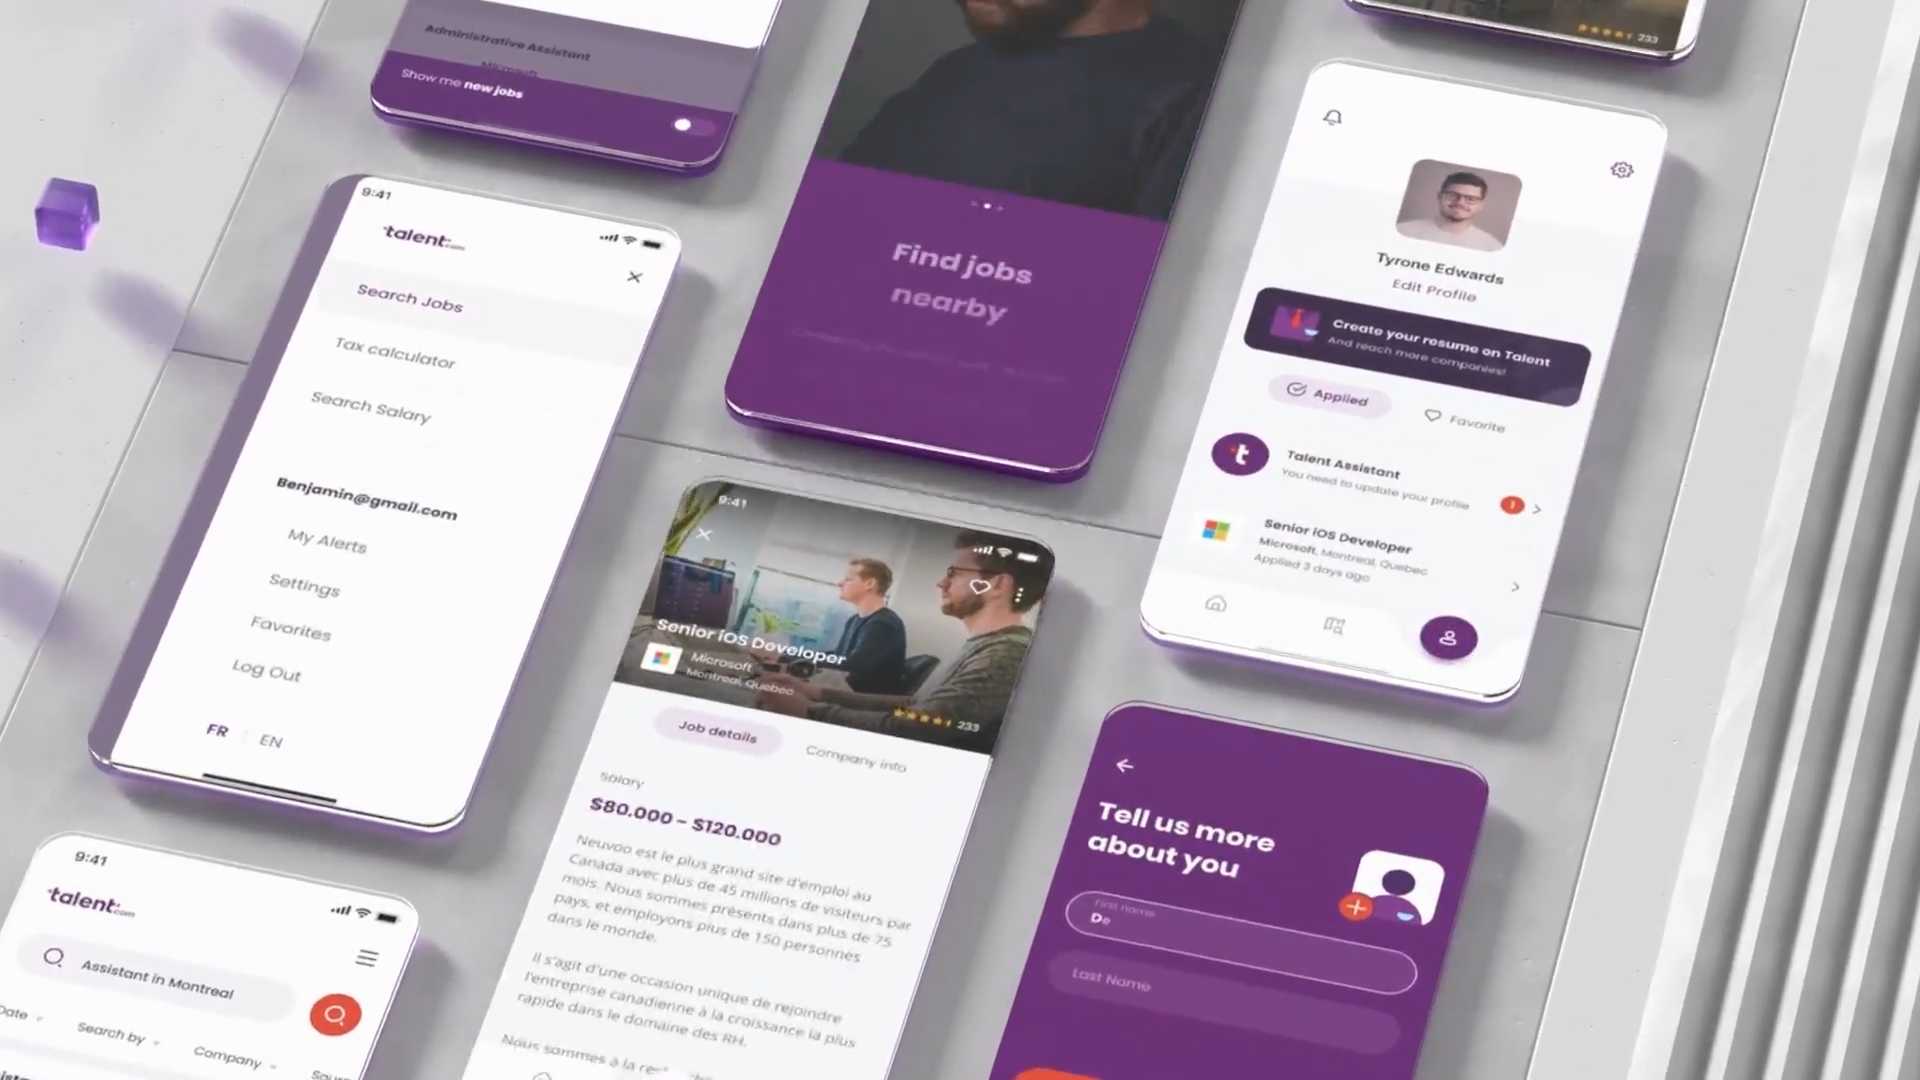 Administrative Assistant
Microsoft
Show me new jobs
233
9:41
talent.com
Search Jobs
Tax calculator
Search Salary
Benjamin@gmail.com
My Alerts
Settings
Favorites
Log Out
FR
EN
Find jobs
nearby
Tyrone Edwards
Edit Profile
Create your resume on Talent
And reach more companies!
Applied
Favorite
t
Talent Assistant
You need to update your profile
1
Senior iOS Developer
Microsoft, Montreal, Quebec
Applied 3 days ago
9:41
Senior iOS Developer
Microsoft
Montreal, Quebec
233
Job details
Company info
Salary
$80.000 - $120.000
Neuvoo est le plus grand site d'emploi au
Canada avec plus de 45 millions de visiteurs par
mois. Nous sommes présents dans plus de 75
pays, et employons plus de 150 personnes
dans le monde.
Il s'agit d'une occasion unique de rejoindre
l'entreprise canadienne à la croissance la plus
rapide dans le domaine des RH.
Nous sommes à la
Tell us more
about you
First name
De
Last Name
9:41
talent.com
Assistant in Montreal
Date
Search by
Company